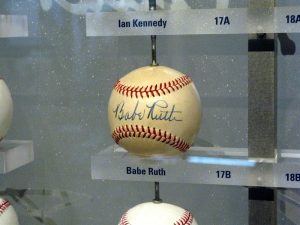 Ian Kennedy 17A 18A
Babe Ruth
Babe Ruth 17B 18B